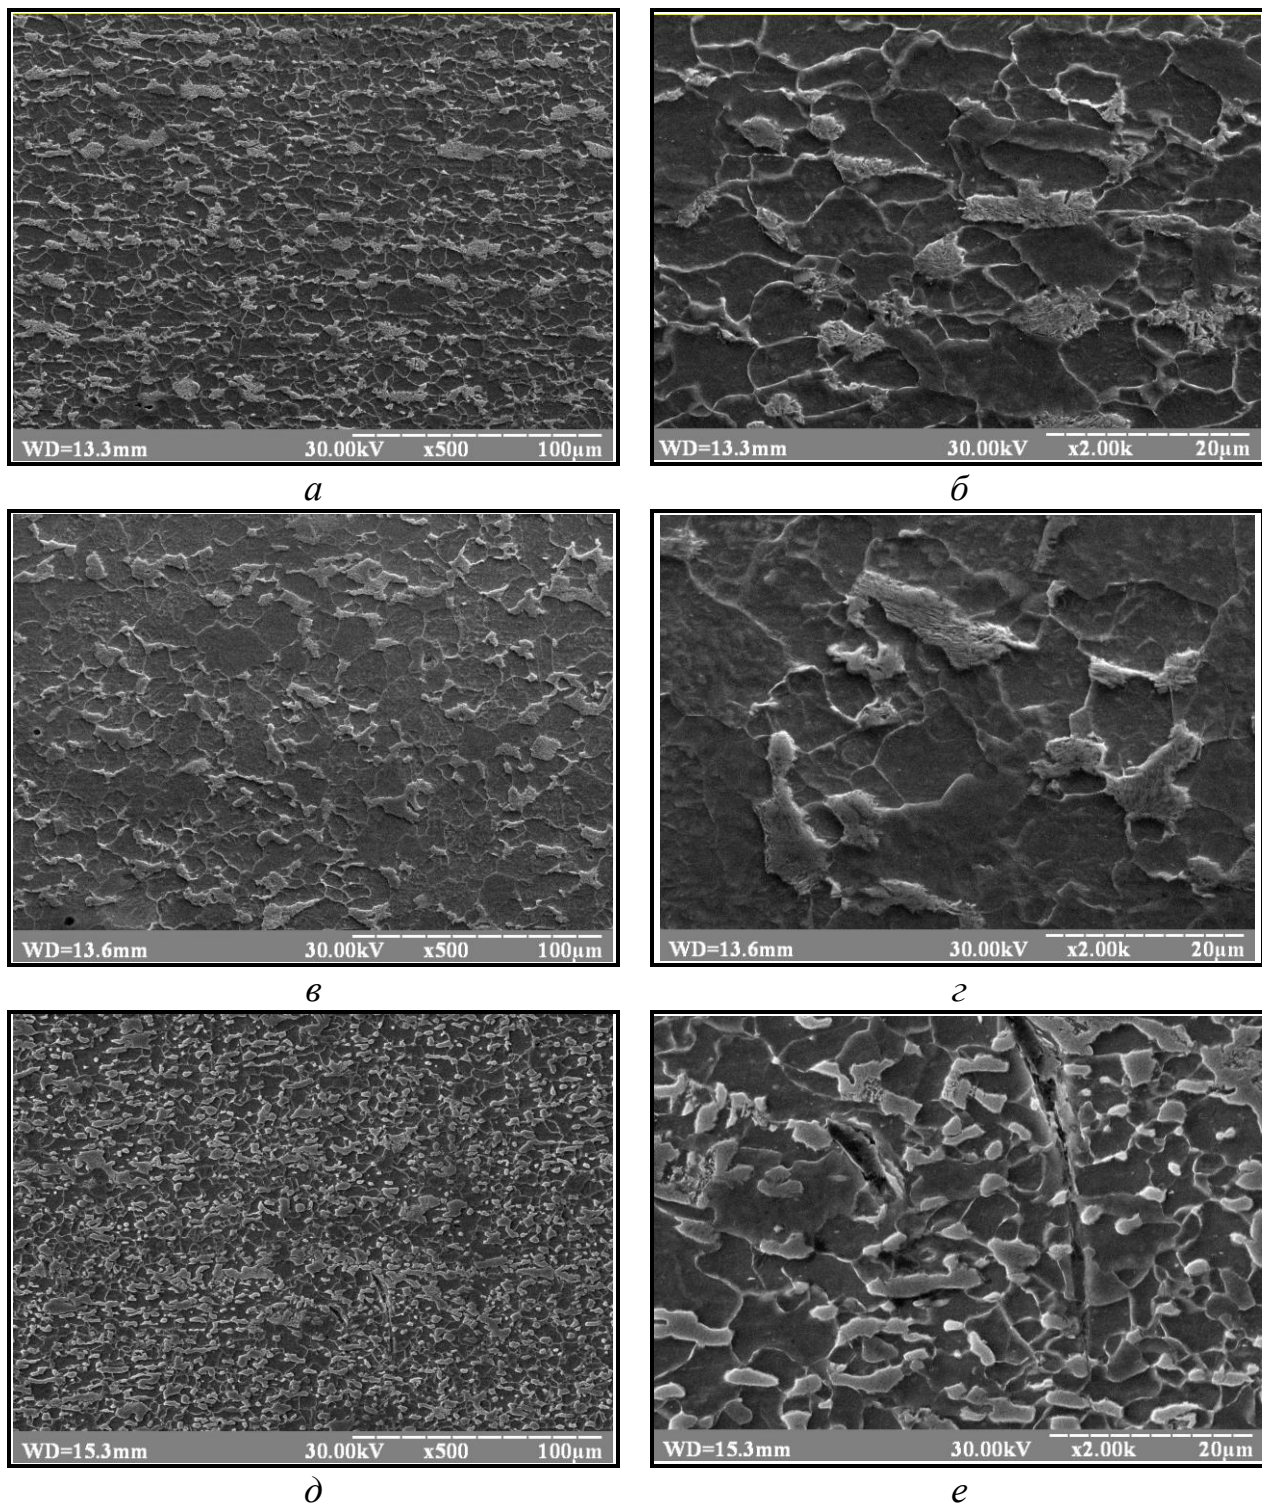 WD=13.3mm 30.00kV x500 100µm
WD=13.3mm 30.00kV x2.00k 20µm
а
б
WD=13.6mm 30.00kV x500 100µm
WD=13.6mm 30.00kV x2.00k 20µm
в
г
WD=15.3mm 30.00kV x500 100µm
WD=15.3mm 30.00kV x2.00k 20µm
д
е